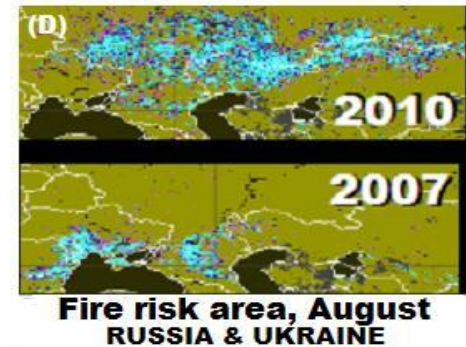 (D)
2010
2007
Fire risk area, August
RUSSIA & UKRAINE